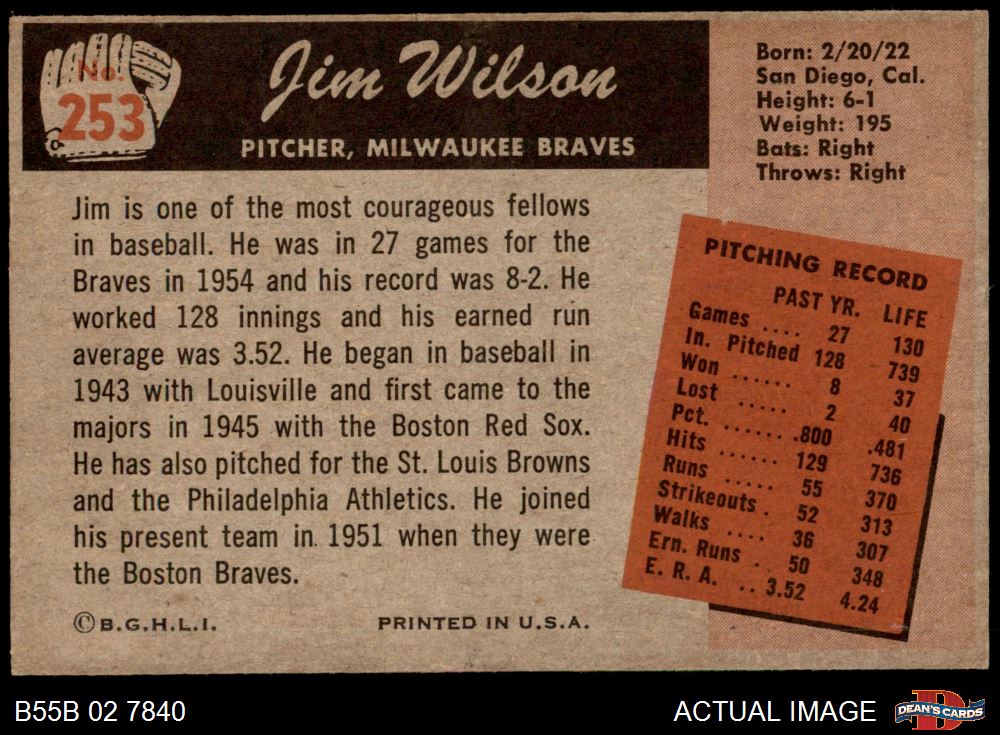 No.
253
Jim Wilson
PITCHER, MILWAUKEE BRAVES
Born: 2/20/22
San Diego, Cal.
Height: 6-1
Weight: 195
Bats: Right
Throws: Right
Jim is one of the most courageous fellows
in baseball. He was in 27 games for the
Braves in 1954 and his record was 8-2. He
worked 128 innings and his earned run
average was 3.52. He began in baseball in
1943 with Louisville and first came to the
majors in 1945 with the Boston Red Sox.
He has also pitched for the St. Louis Browns
and the Philadelphia Athletics. He joined
his present team in 1951 when they were
the Boston Braves.
©B.G.H.L.I. PRINTED IN U.S.A.
PITCHING RECORD
PAST YR. LIFE
Games .... 27 130
In. Pitched 128 739
Won ...... 8 37
Lost ..... 2 40
Pct. ...... .800 .481
Hits ...... 129 736
Runs ..... 55 370
Strikeouts . 52 313
Walks .... 36 307
Ern. Runs . 50 348
E. R. A. .. 3.52 4.24
B55B 02 7840
ACTUAL IMAGE
DEAN'S CARDS